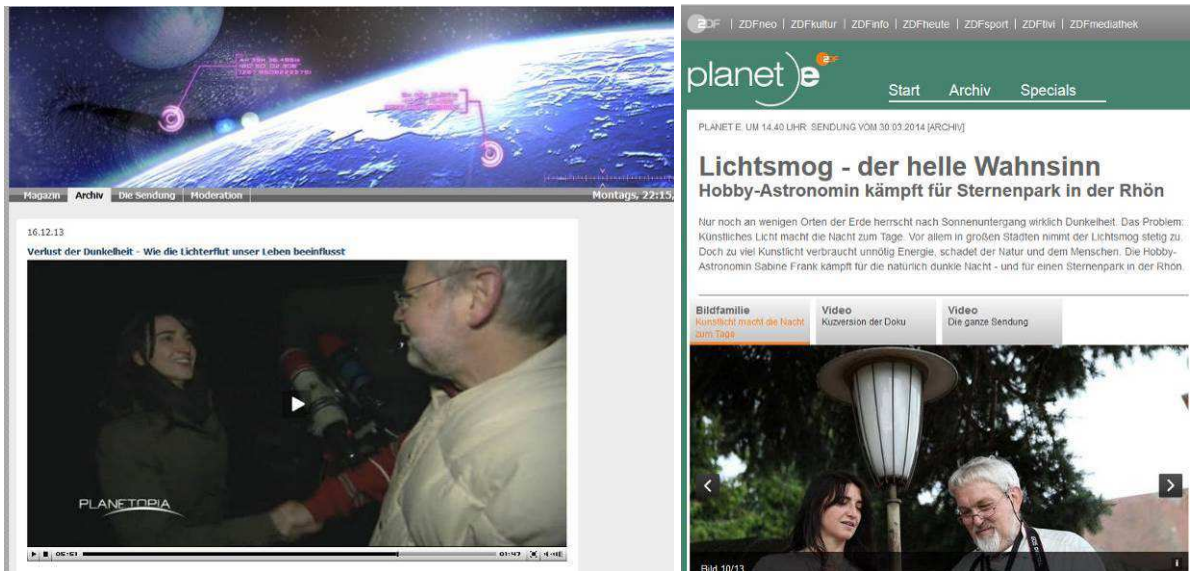 Magazin Archiv Die Sendung Moderation Montags, 22:15,
16.12.13
Verlust der Dunkelheit - Wie die Lichterflut unser Leben beeinflusst
PLANETOPIA
05:51 01:47
ZDF | ZDFneo | ZDFkultur | ZDFinfo | ZDFheute | ZDFsport | ZDFtivi | ZDFmediathek
planet e ZDF
Start Archiv Specials
PLANET E. UM 14.40 UHR SENDUNG VOM 30.03.2014 [ARCHIV]
Lichtsmog - der helle Wahnsinn
Hobby-Astronomin kämpft für Sternenpark in der Rhön
Nur noch an wenigen Orten der Erde herrscht nach Sonnenuntergang wirklich Dunkelheit. Das Problem:
Künstliches Licht macht die Nacht zum Tage. Vor allem in großen Städten nimmt der Lichtsmog stetig zu.
Doch zu viel Kunstlicht verbraucht unnötig Energie, schadet der Natur und dem Menschen. Die Hobby-
Astronomin Sabine Frank kämpft für die natürlich dunkle Nacht - und für einen Sternenpark in der Rhön.
Bildfamilie
Kunstlicht macht die Nacht
zum Tage
Video
Kuzversion der Doku
Video
Die ganze Sendung
Bild 10/13